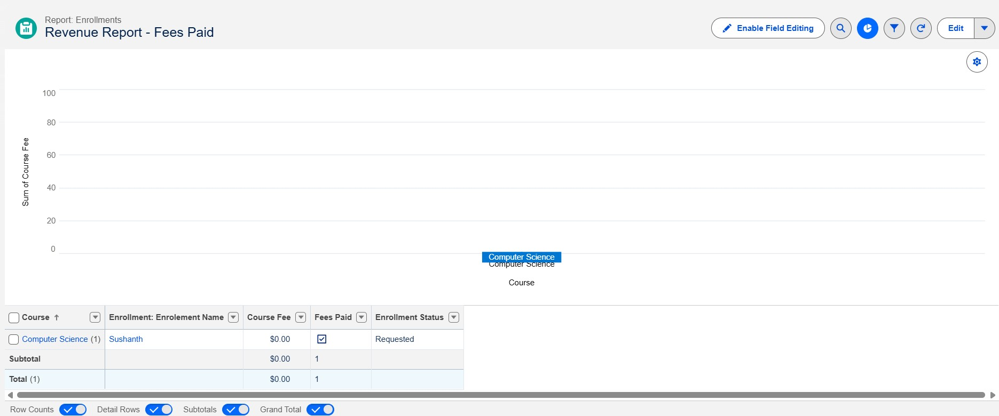 Report: Enrollments
Revenue Report - Fees Paid
Enable Field Editing
Edit
100
80
60
40
20
0
Sum of Course Fee
Computer Science
Computer Science
Course
Course Enrollment: Enrolement Name Course Fee Fees Paid Enrollment Status
Computer Science (1) Sushanth $0.00 Requested
Subtotal $0.00 1
Total (1) $0.00 1
Row Counts Detail Rows Subtotals Grand Total